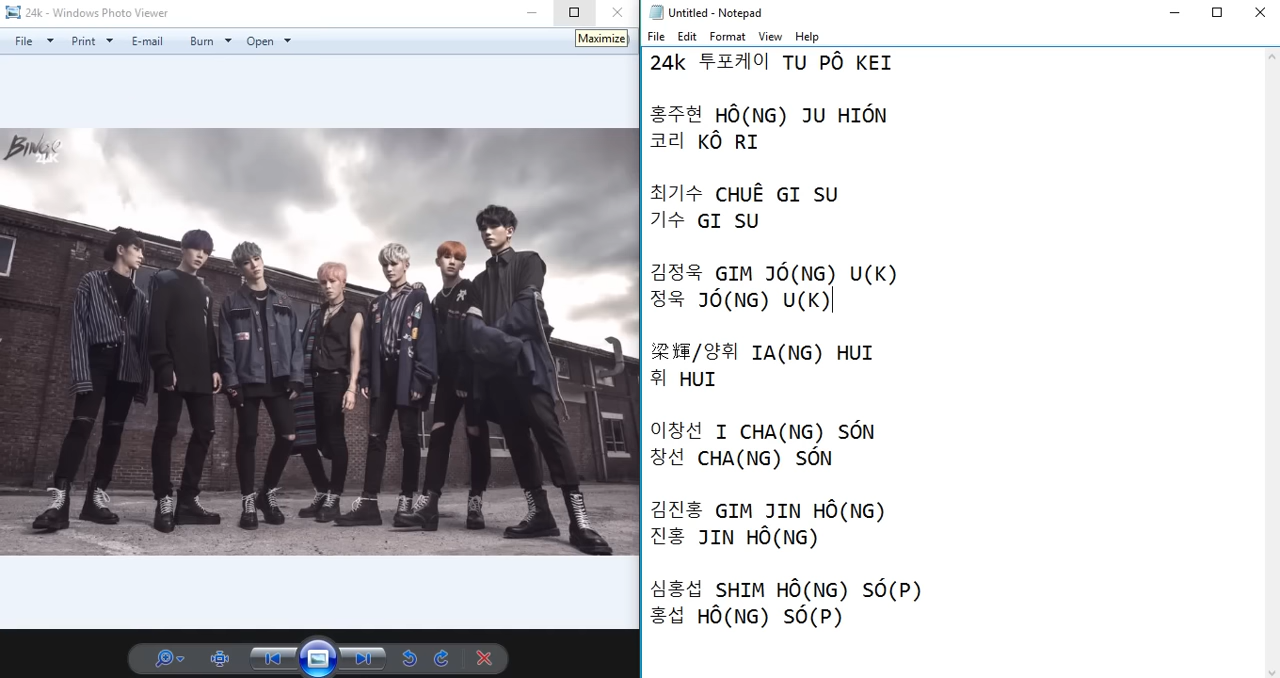 24k - Windows Photo Viewer
File Print E-mail Burn Open
Maximize
BINGO
24K
Untitled - Notepad
File Edit Format View Help
24k 투포케이 TU PÔ KEI
홍주현 HÔ(NG) JU HIÓN
코리 KÔ RI
최기수 CHUÊ GI SU
기수 GI SU
김정욱 GIM JÓ(NG) U(K)
정욱 JÓ(NG) U(K)
梁輝/양휘 IA(NG) HUI
휘 HUI
이창선 I CHA(NG) SÓN
창선 CHA(NG) SÓN
김진홍 GIM JIN HÔ(NG)
진홍 JIN HÔ(NG)
심홍섭 SHIM HÔ(NG) SÓ(P)
홍섭 HÔ(NG) SÓ(P)